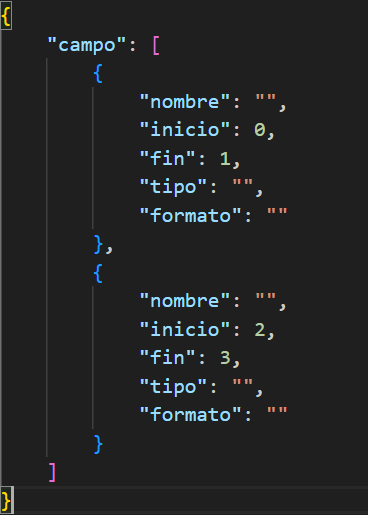 {
    "campo": [
        {
            "nombre": "",
            "inicio": 0,
            "fin": 1,
            "tipo": "",
            "formato": ""
        },
        {
            "nombre": "",
            "inicio": 2,
            "fin": 3,
            "tipo": "",
            "formato": ""
        }
    ]
}